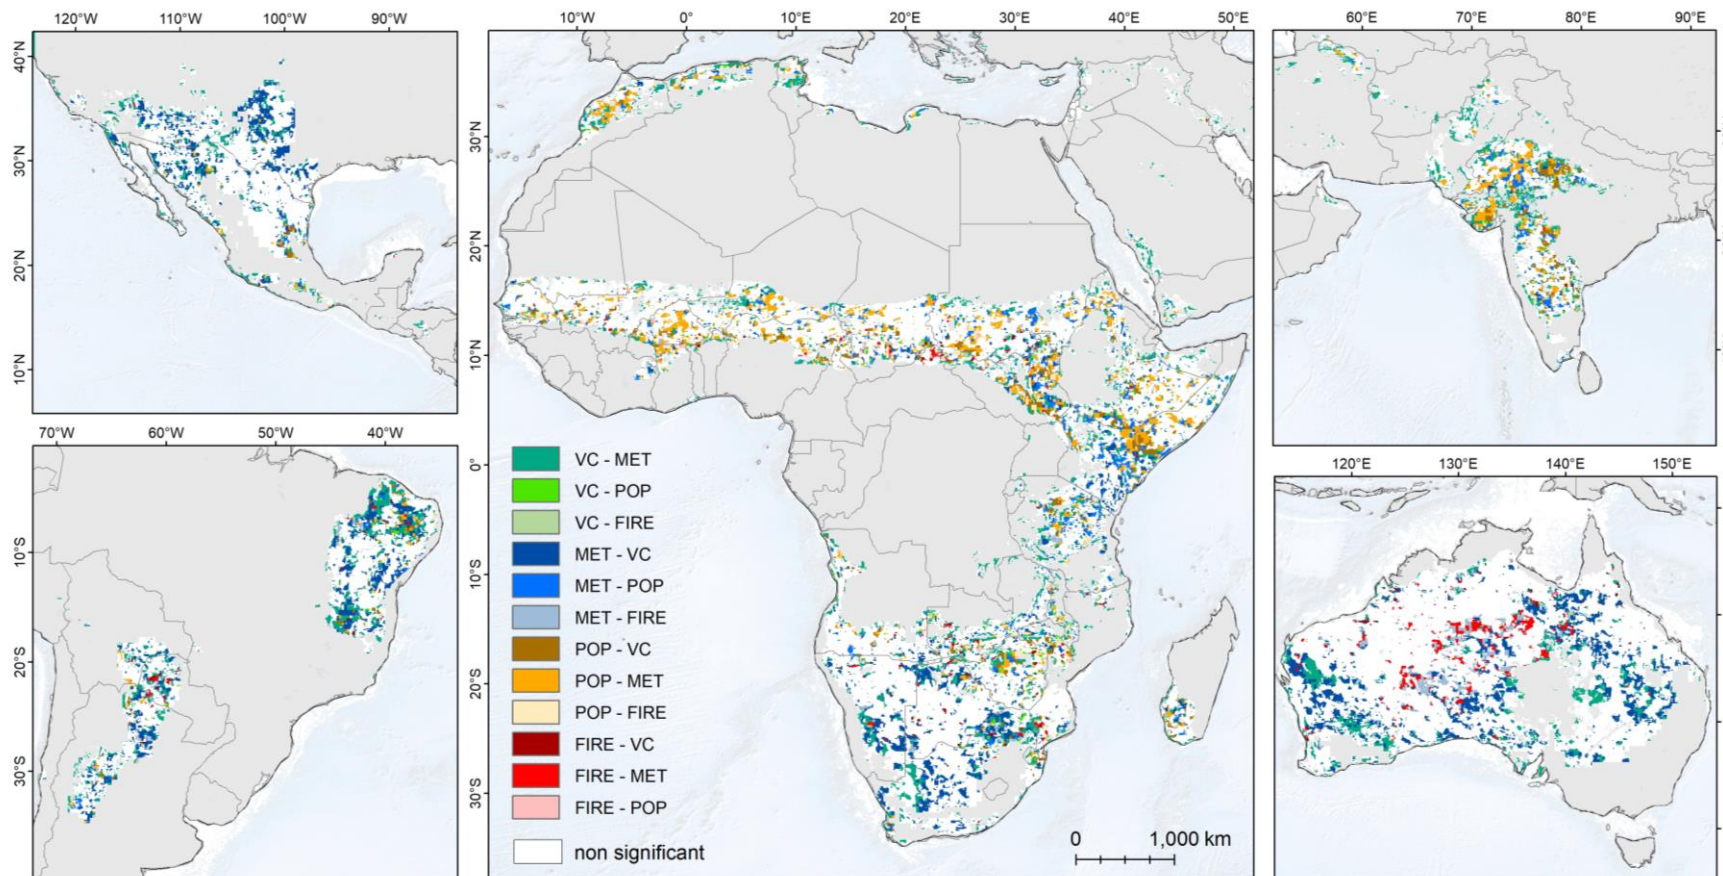 120°W 110°W 100°W 90°W
40°N
30°N
20°N
10°N
10°W 0° 10°E 20°E 30°E 40°E 50°E
30°N
20°N
10°N
0°
10°S
20°S
30°S
60°E 70°E 80°E 90°E
70°W 60°W 50°W 40°W
10°S
20°S
30°S
VC - MET
VC - POP
VC - FIRE
MET - VC
MET - POP
MET - FIRE
POP - VC
POP - MET
POP - FIRE
FIRE - VC
FIRE - MET
FIRE - POP
non significant
0 1,000 km
120°E 130°E 140°E 150°E